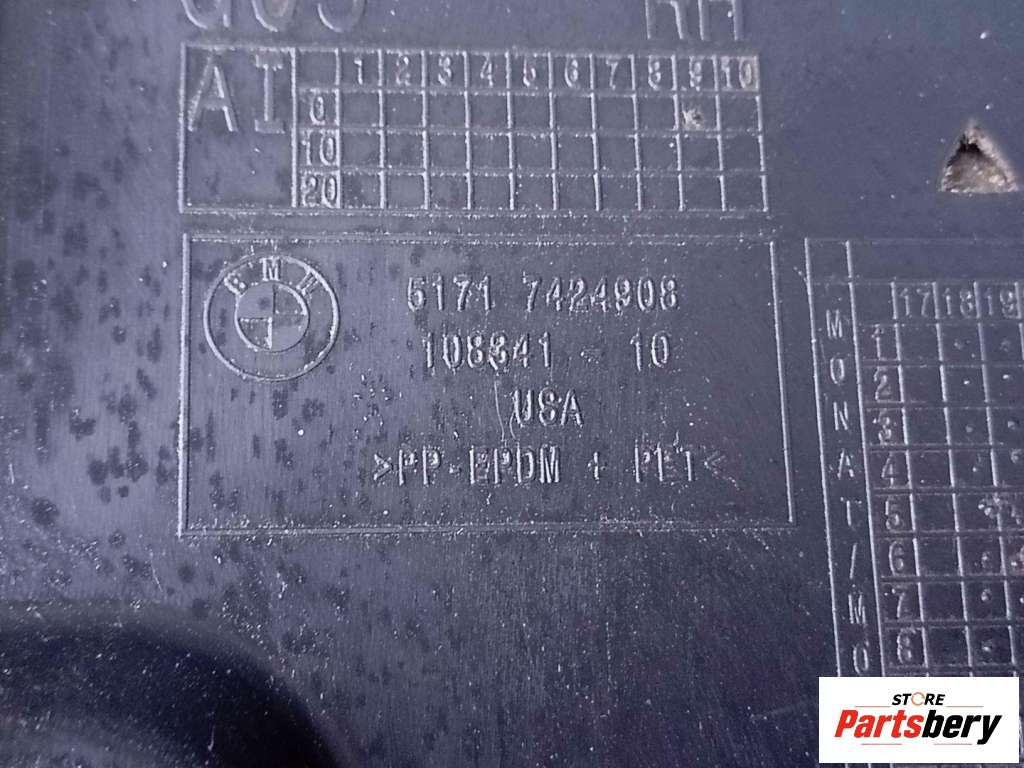 G05 RH
AI
1 2 3 4 5 6 7 8 9 10
0
10
20
BMW
5171 7424908
108341 - 10
USA
>PP-EPDM + PET<
MONAT/MO
17 18 19
1
2
3
4
5
6
7
8
STORE
Partsbery